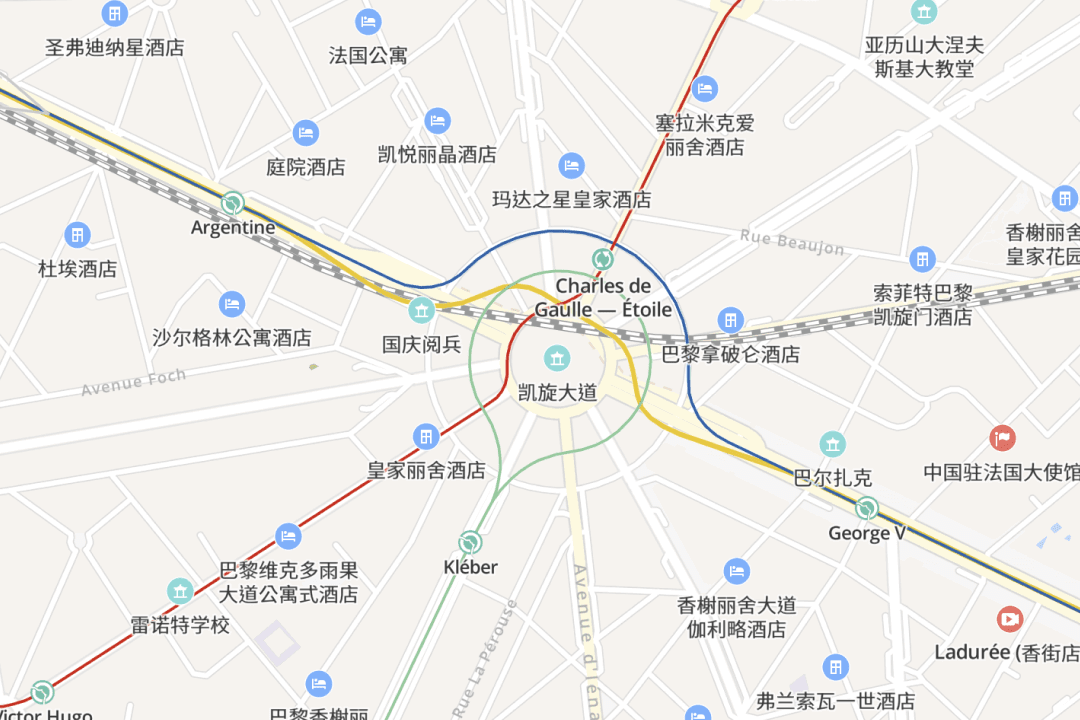 圣弗迪纳星酒店
法国公寓
亚历山大涅夫
斯基大教堂
庭院酒店
凯悦丽晶酒店
塞拉米克爱
丽舍酒店
玛达之星皇家酒店
Argentine
Rue Beaujon
香榭丽舍
皇家花园
杜埃酒店
Charles de
Gaulle — Étoile
索菲特巴黎
凯旋门酒店
沙尔格林公寓酒店
国庆阅兵
巴黎拿破仑酒店
Avenue Foch
凯旋大道
皇家丽舍酒店
巴尔扎克
中国驻法国大使馆
George V
Kléber
巴黎维克多雨果
大道公寓式酒店
雷诺特学校
Rue La Pérouse
Avenue d'Iéna
香榭丽舍大道
伽利略酒店
Ladurée (香街店
弗兰索瓦一世酒店
Victor Hugo
巴黎香榭丽